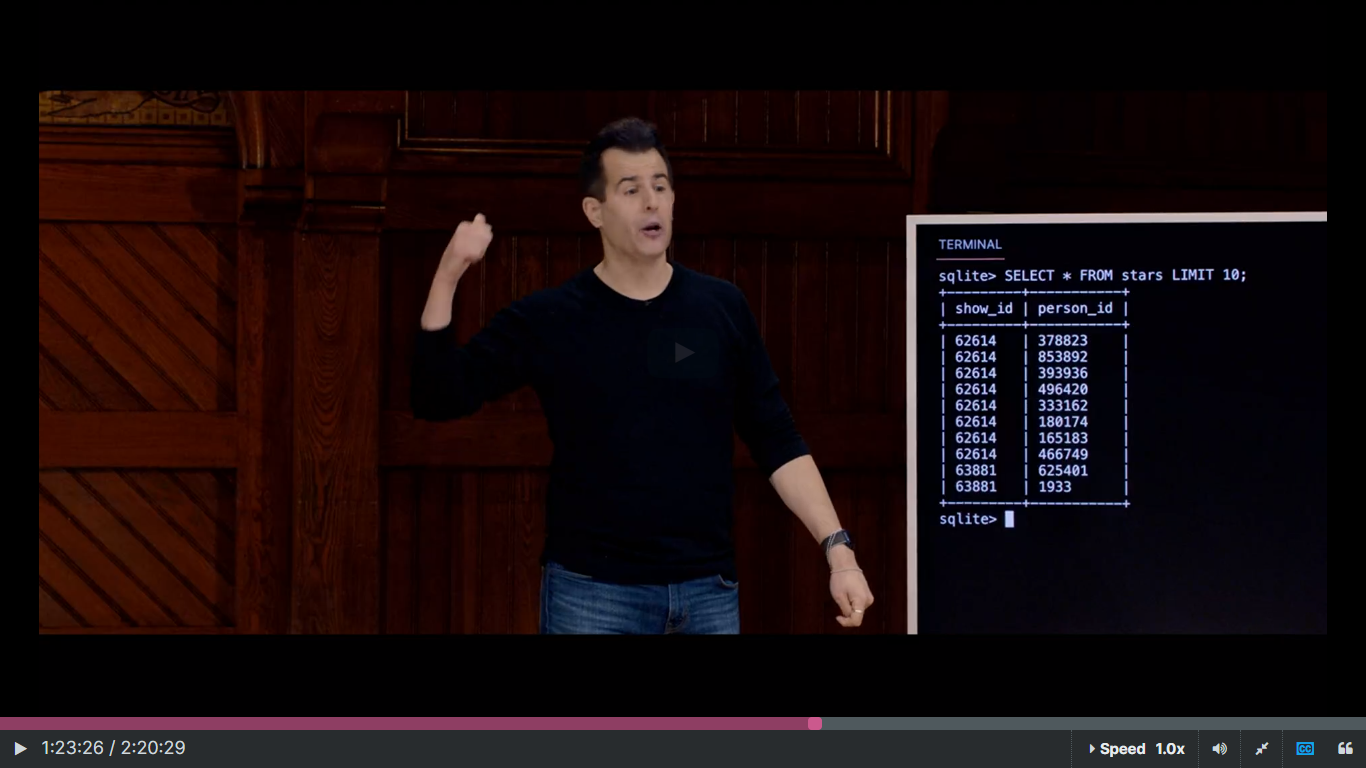 TERMINAL
sqlite> SELECT * FROM stars LIMIT 10;
+----------+-----------+
| show_id | person_id |
+----------+-----------+
| 62614 | 378823 |
| 62614 | 853892 |
| 62614 | 393936 |
| 62614 | 496420 |
| 62614 | 333162 |
| 62614 | 180174 |
| 62614 | 165183 |
| 62614 | 466749 |
| 63881 | 625401 |
| 63881 | 1933 |
+----------+-----------+
sqlite>
1:23:26 / 2:20:29 Speed 1.0x CC